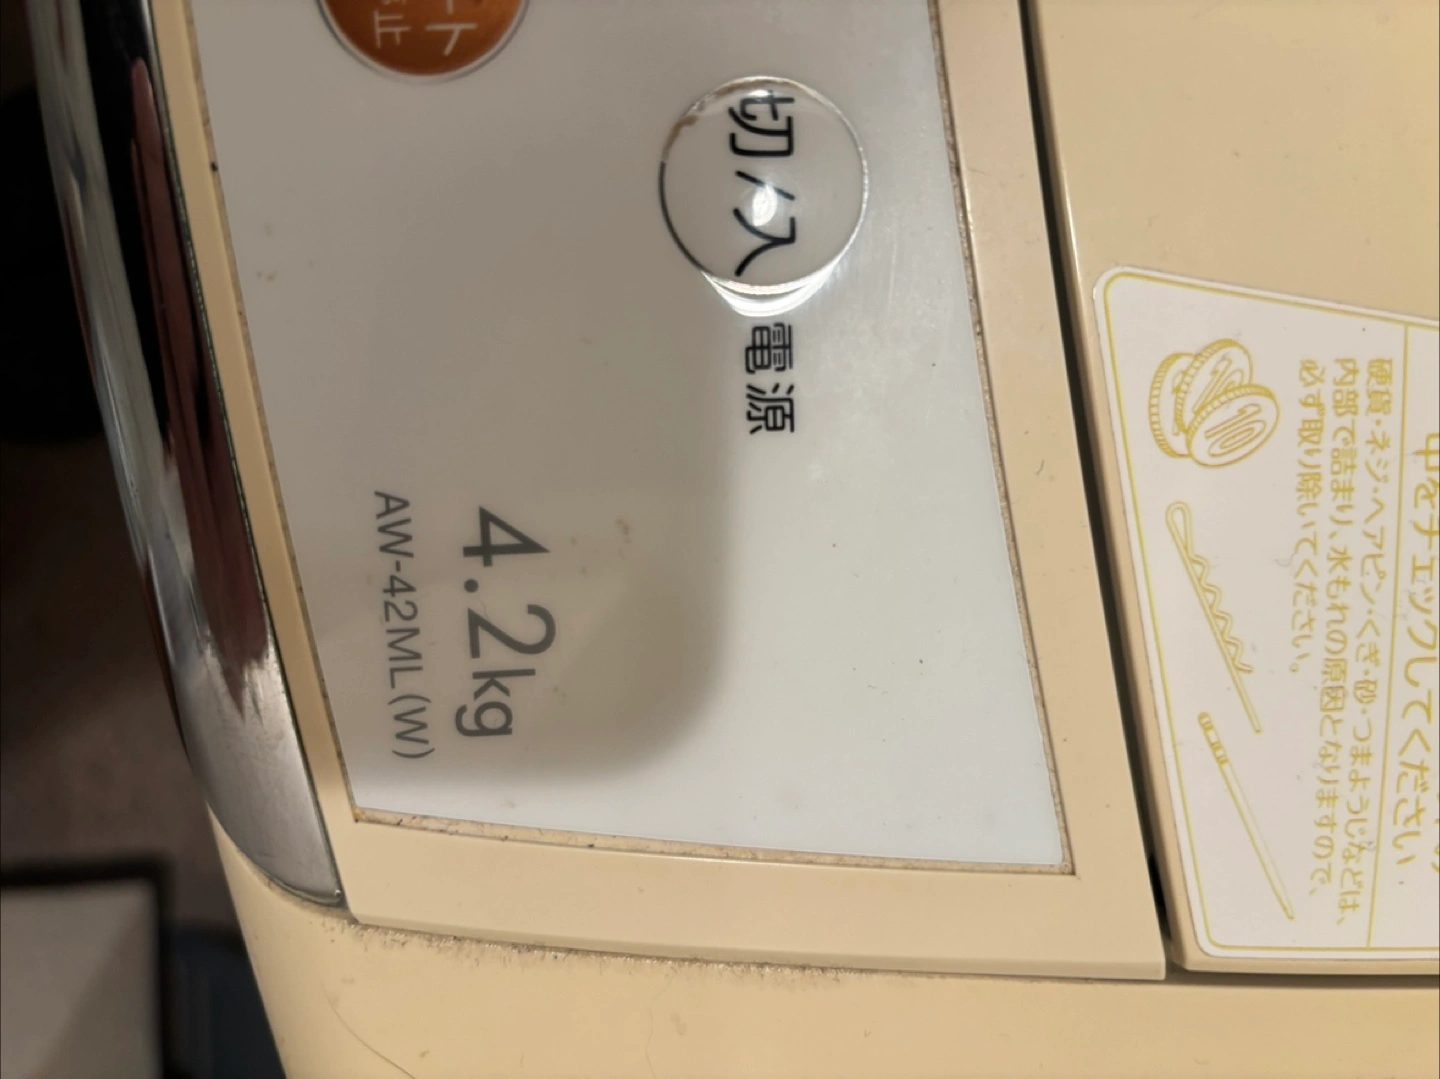 切/入
電源
4.2kg
AW-42ML(W)
中をチェックしてください
硬貨・ネジ・ヘアピン・くぎ・砂・つまようじなどは、
内部で詰まり、水もれの原因となりますので、
必ず取り除いてください。
10